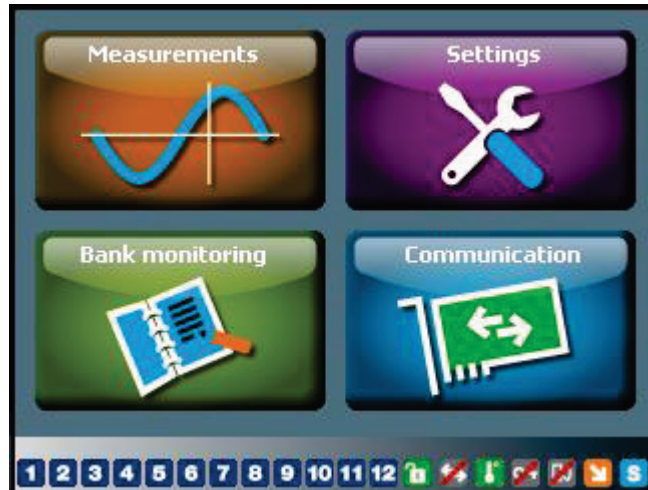 Measurements
Settings
Bank monitoring
Communication
1 2 3 4 5 6 7 8 9 10 11 12 S